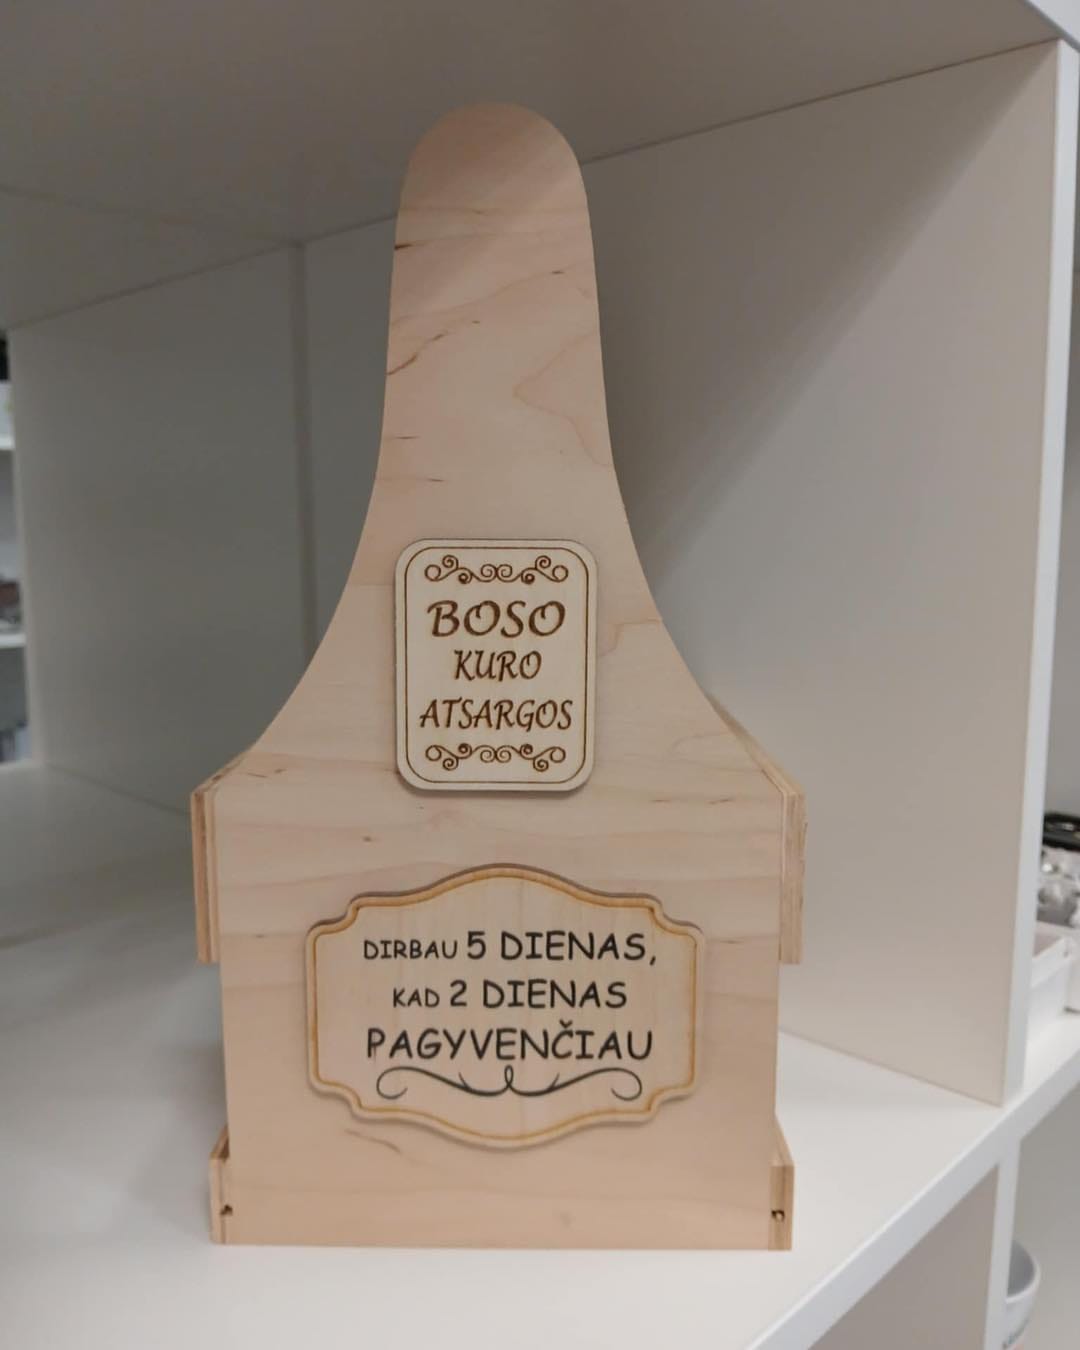 BOSO
KURO
ATSARGOS
DIRBAU 5 DIENAS,
KAD 2 DIENAS
PAGYVENČIAU